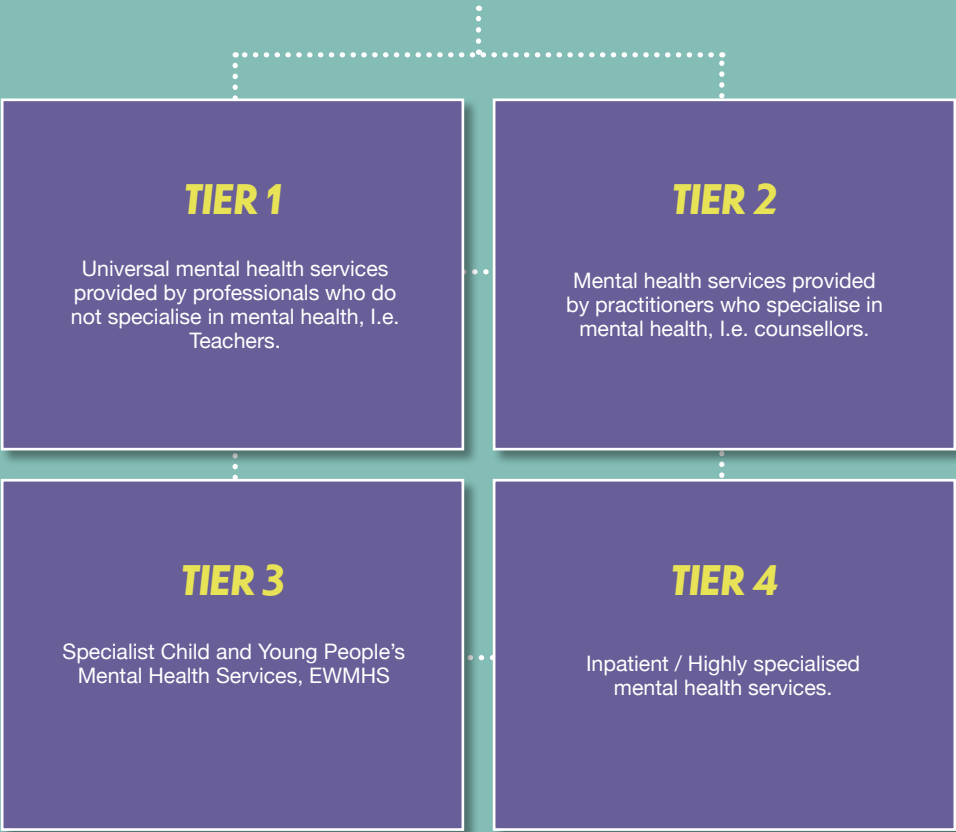 TIER 1
Universal mental health services
provided by professionals who do
not specialise in mental health, I.e.
Teachers.
TIER 2
Mental health services provided
by practitioners who specialise in
mental health, I.e. counsellors.
TIER 3
Specialist Child and Young People’s
Mental Health Services, EWMHS
TIER 4
Inpatient / Highly specialised
mental health services.